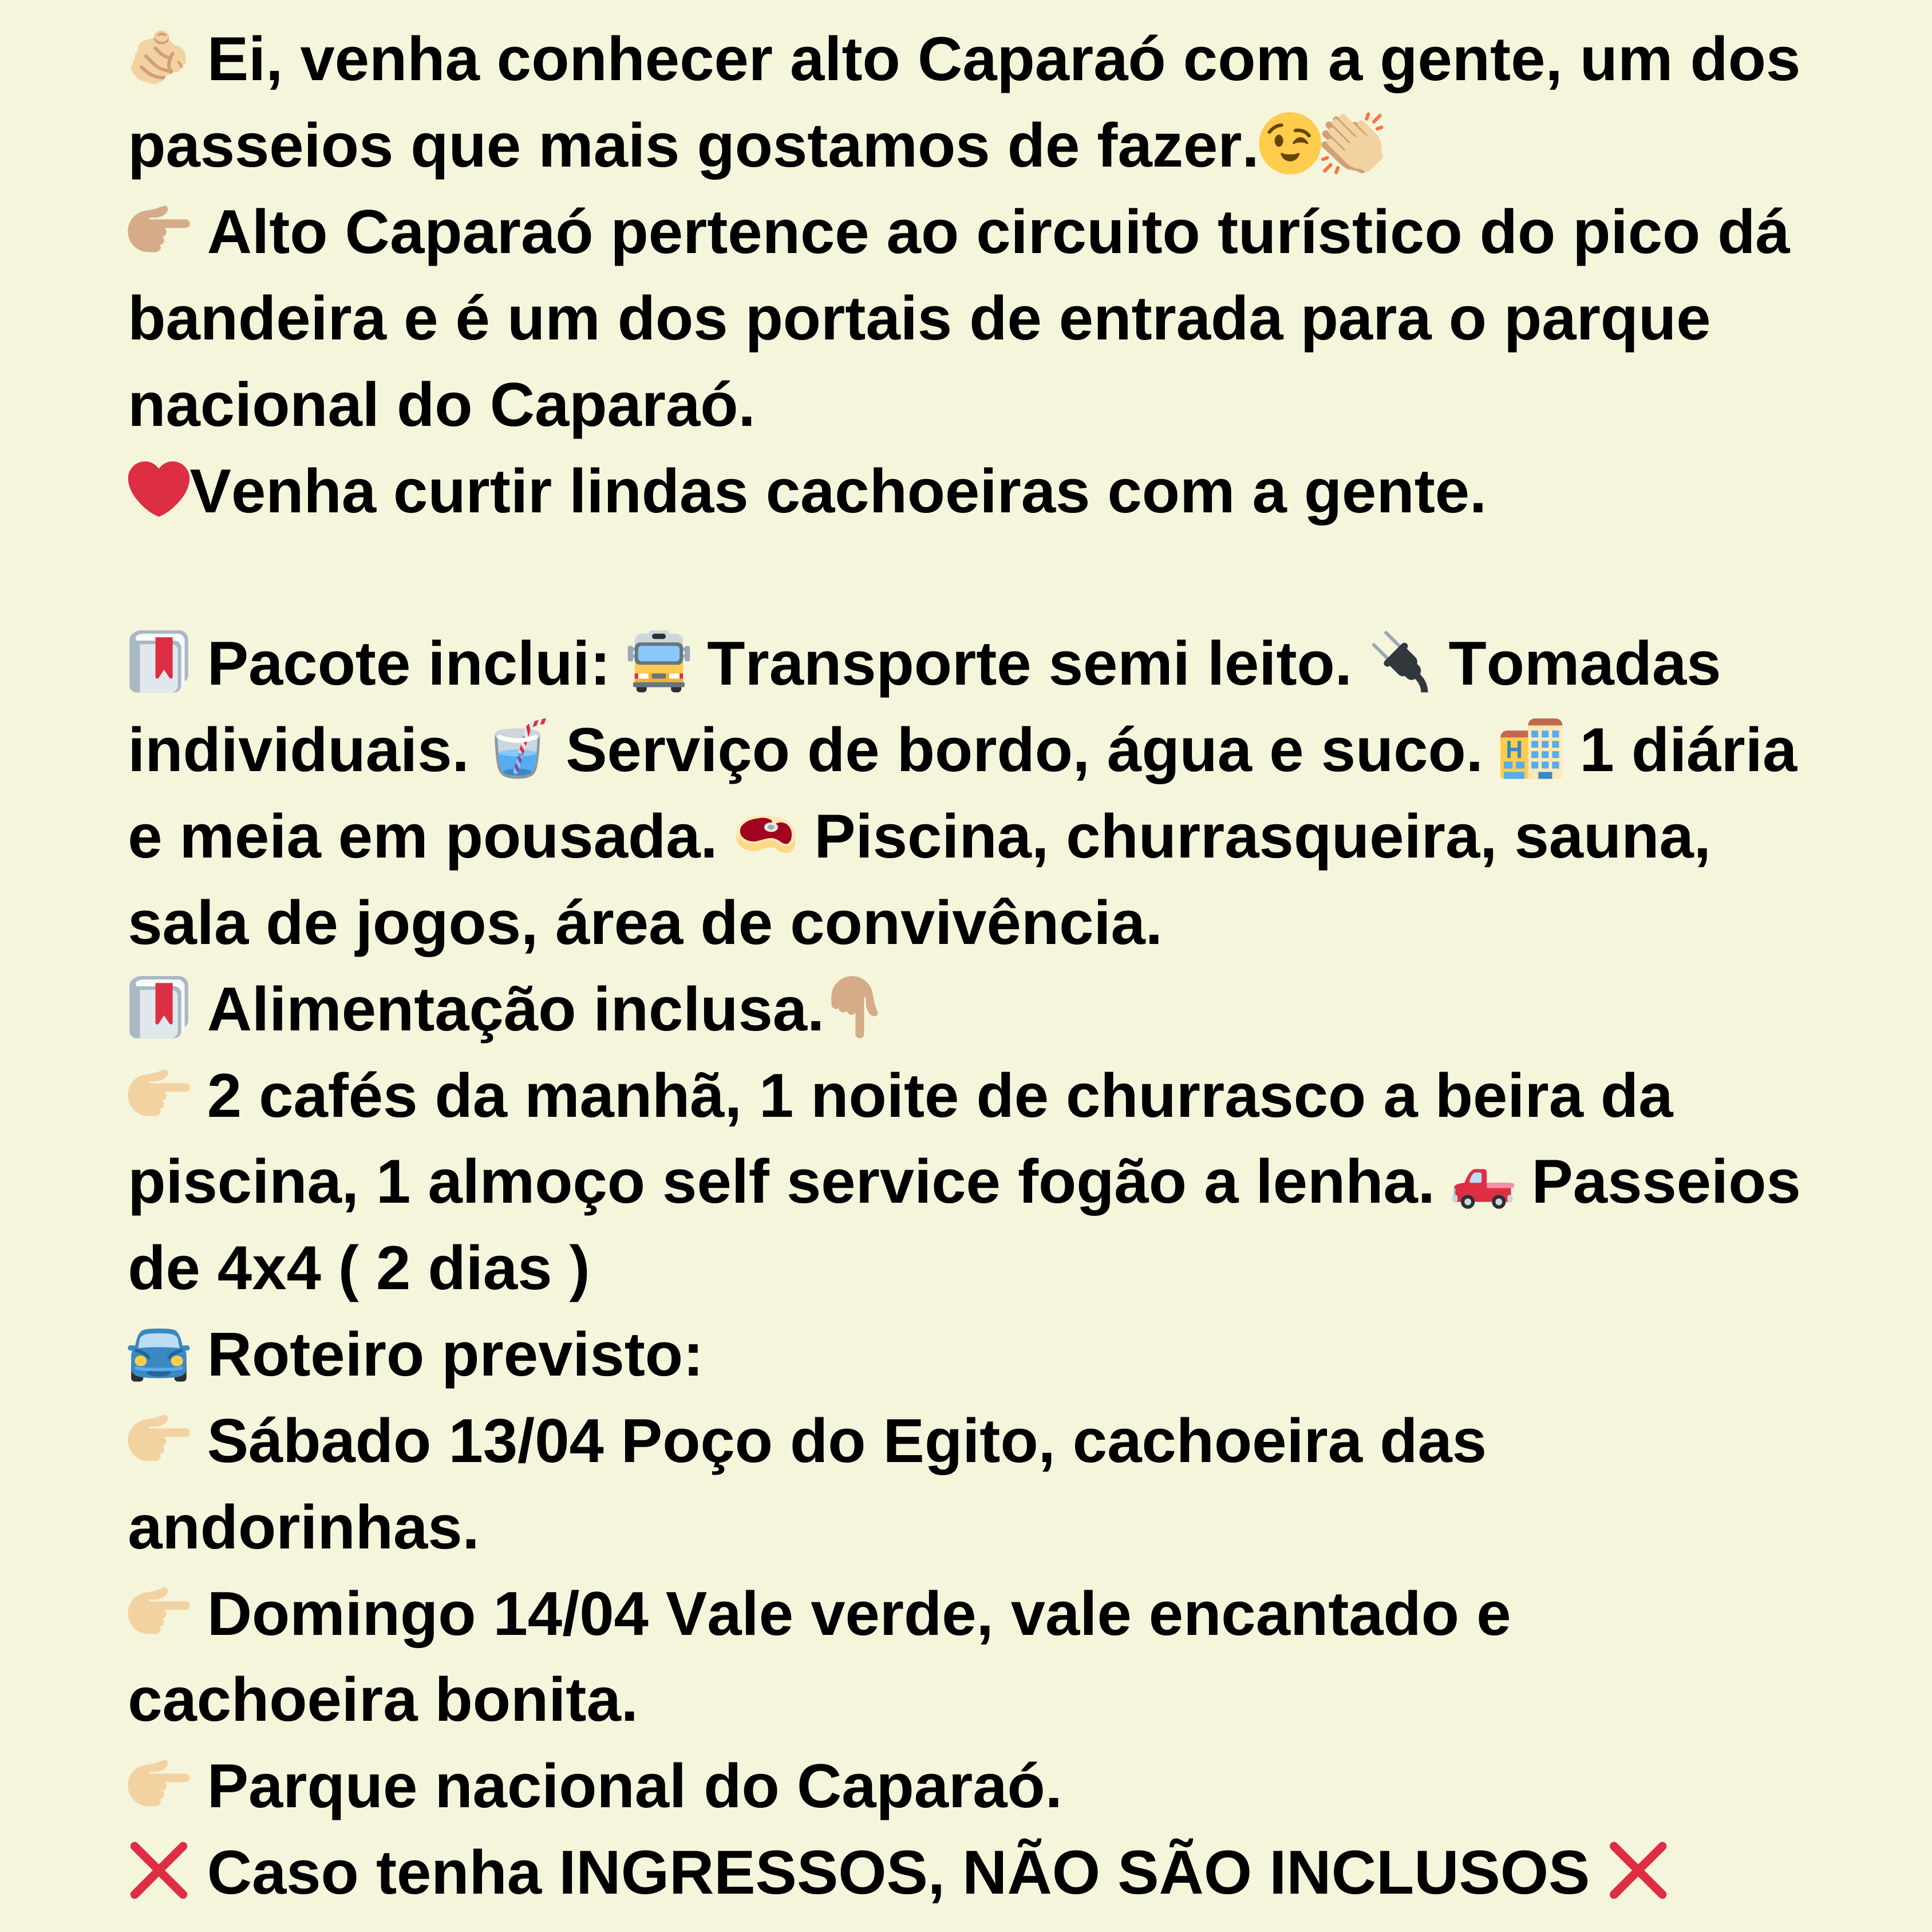 🫵🏼 Ei, venha conhecer alto Caparaó com a gente, um dos
passeios que mais gostamos de fazer.😉👏🏼
👉🏽 Alto Caparaó pertence ao circuito turístico do pico dá
bandeira e é um dos portais de entrada para o parque
nacional do Caparaó.
❤️Venha curtir lindas cachoeiras com a gente.
📕 Pacote inclui: 🚍 Transporte semi leito. 🔌 Tomadas
individuais. 🥤 Serviço de bordo, água e suco. 🏨 1 diária
e meia em pousada. 🥩 Piscina, churrasqueira, sauna,
sala de jogos, área de convivência.
📕 Alimentação inclusa.👇🏽
👉🏼 2 cafés da manhã, 1 noite de churrasco a beira da
piscina, 1 almoço self service fogão a lenha. 🛻 Passeios
de 4x4 ( 2 dias )
🚘 Roteiro previsto:
👉🏼 Sábado 13/04 Poço do Egito, cachoeira das
andorinhas.
👉🏼 Domingo 14/04 Vale verde, vale encantado e
cachoeira bonita.
👉🏼 Parque nacional do Caparaó.
❌ Caso tenha INGRESSOS, NÃO SÃO INCLUSOS ❌